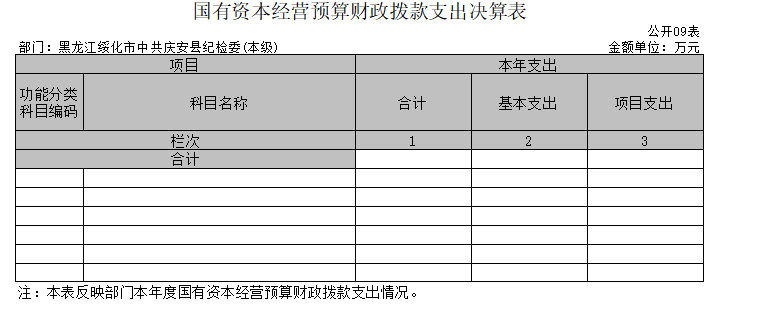 国有资本经营预算财政拨款支出决算表
公开09表
部门：黑龙江绥化市中共庆安县纪检委(本级)
金额单位：万元
项目
本年支出
功能分类
科目编码
科目名称
合计
基本支出
项目支出
栏次
1
2
3
合计
注：本表反映部门本年度国有资本经营预算财政拨款支出情况。